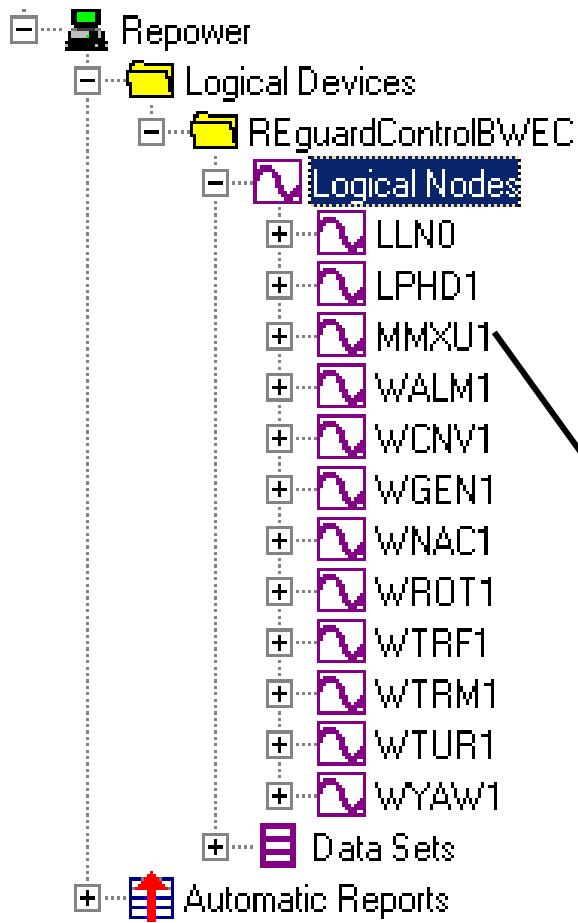 Repower
Logical Devices
REguardControlBWEC
Logical Nodes
LLN0
LPHD1
MMXU1
WALM1
WCNV1
WGEN1
WNAC1
WROT1
WTRF1
WTRM1
WTUR1
WYAW1
Data Sets
Automatic Reports